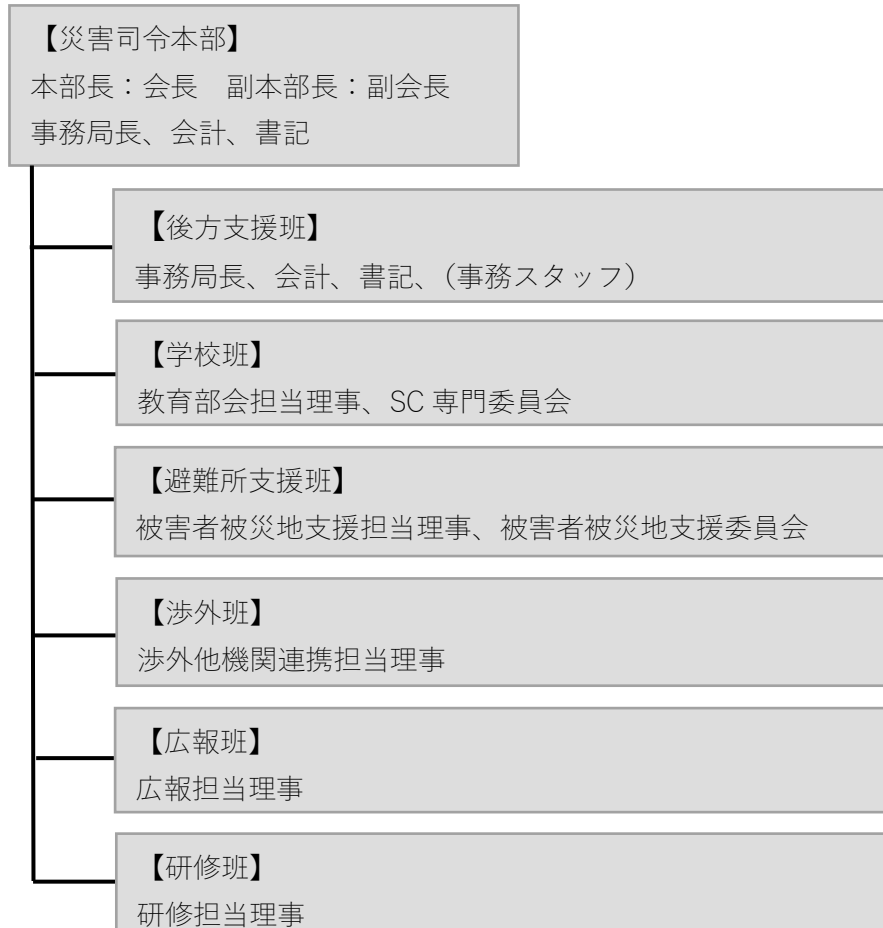 【災害司令本部】
本部長：会長　副本部長：副会長
事務局長、会計、書記
【後方支援班】
事務局長、会計、書記、（事務スタッフ）
【学校班】
教育部会担当理事、SC 専門委員会
【避難所支援班】
被害者被災地支援担当理事、被害者被災地支援委員会
【渉外班】
渉外他機関連携担当理事
【広報班】
広報担当理事
【研修班】
研修担当理事